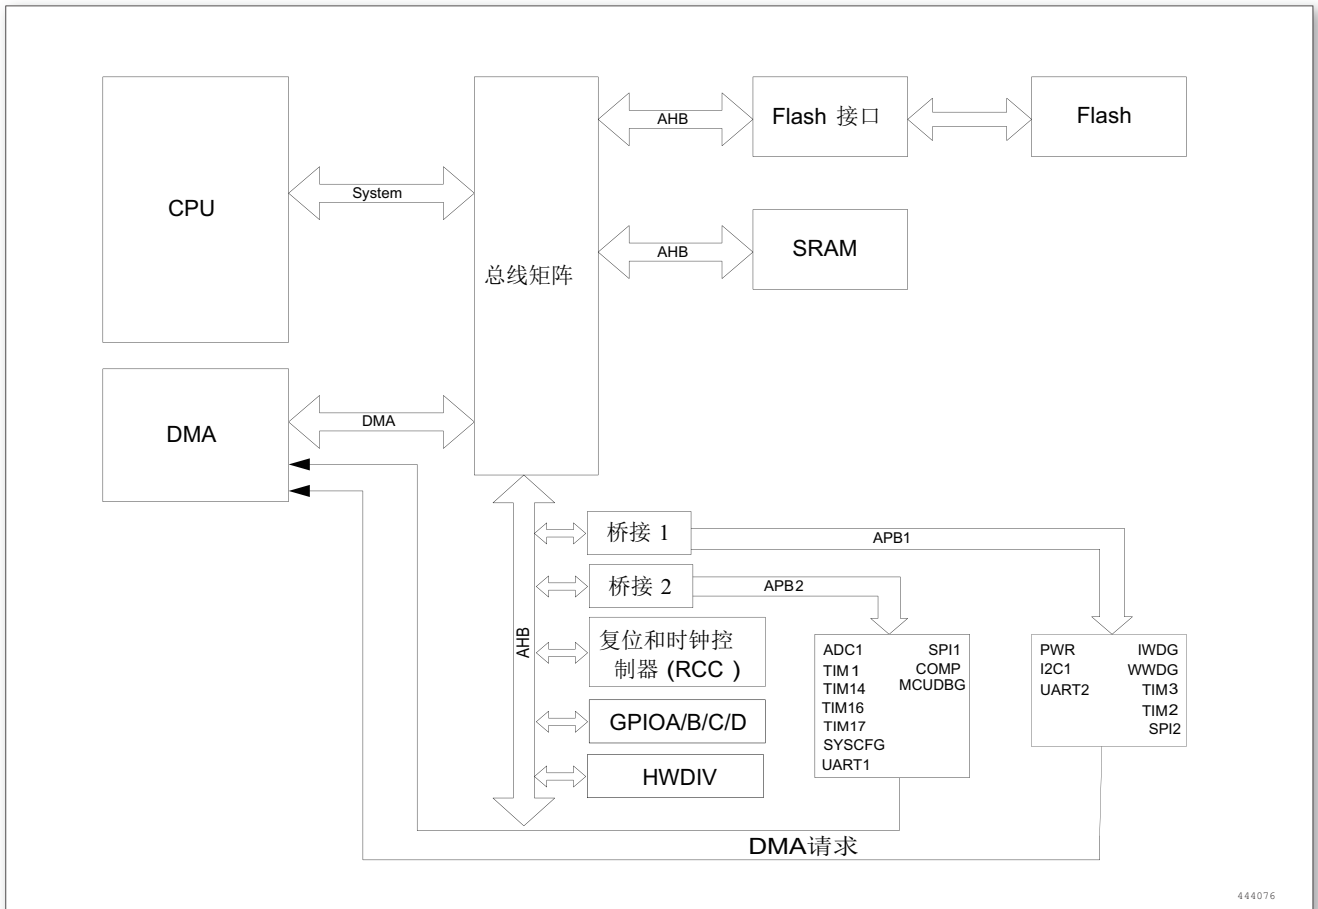 AHB
Flash 接口
Flash
CPU
System
总线矩阵
AHB
SRAM
DMA
DMA
桥接 1
APB1
桥接 2
APB2
AHB
复位和时钟控
制器 (RCC )
GPIOA/B/C/D
HWDIV
ADC1 SPI1
TIM1 COMP
TIM14 MCUDBG
TIM16
TIM17
SYSCFG
UART1
PWR IWDG
I2C1 WWDG
UART2 TIM3
TIM2
SPI2
DMA请求
444076